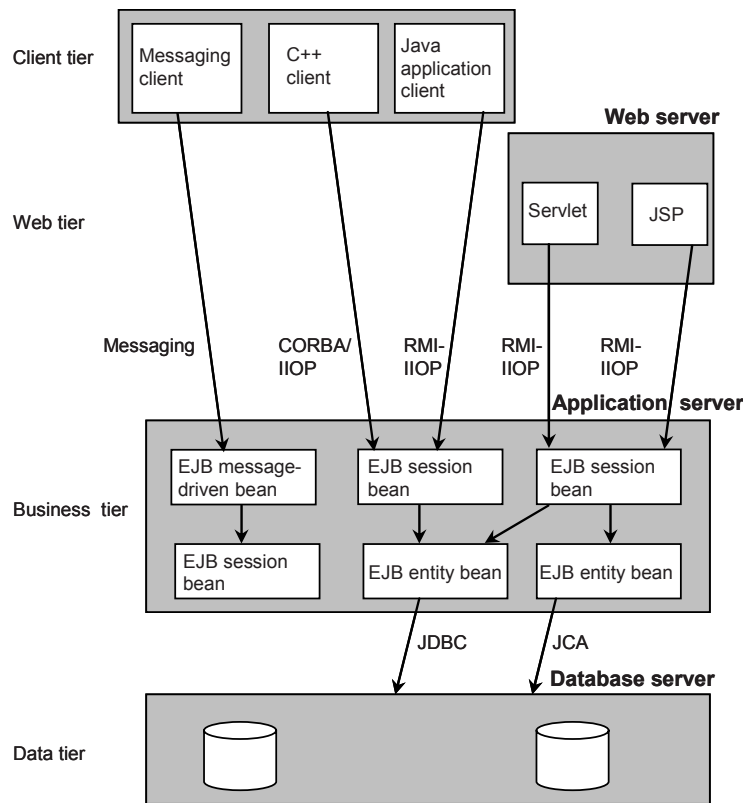 Client tier
Messaging
client
C++
client
Java
application
client
Web server
Web tier
Servlet
JSP
Messaging
CORBA/
IIOP
RMI-
IIOP
RMI-
IIOP
RMI-
IIOP
Application server
Business tier
EJB message-
driven bean
EJB session
bean
EJB session
bean
EJB session
bean
EJB entity bean
EJB entity bean
JDBC
JCA
Database server
Data tier